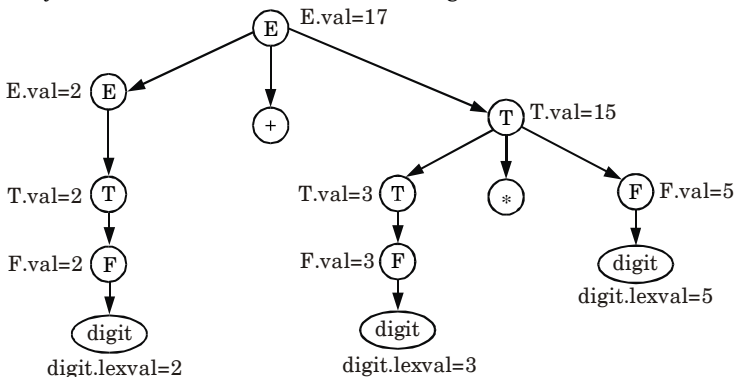 E E.val=17
E.val=2 E
+
T T.val=15
T.val=2 T
T.val=3 T
*
F F.val=5
F.val=2 F
F.val=3 F
digit
digit.lexval=5
digit
digit.lexval=2
digit
digit.lexval=3